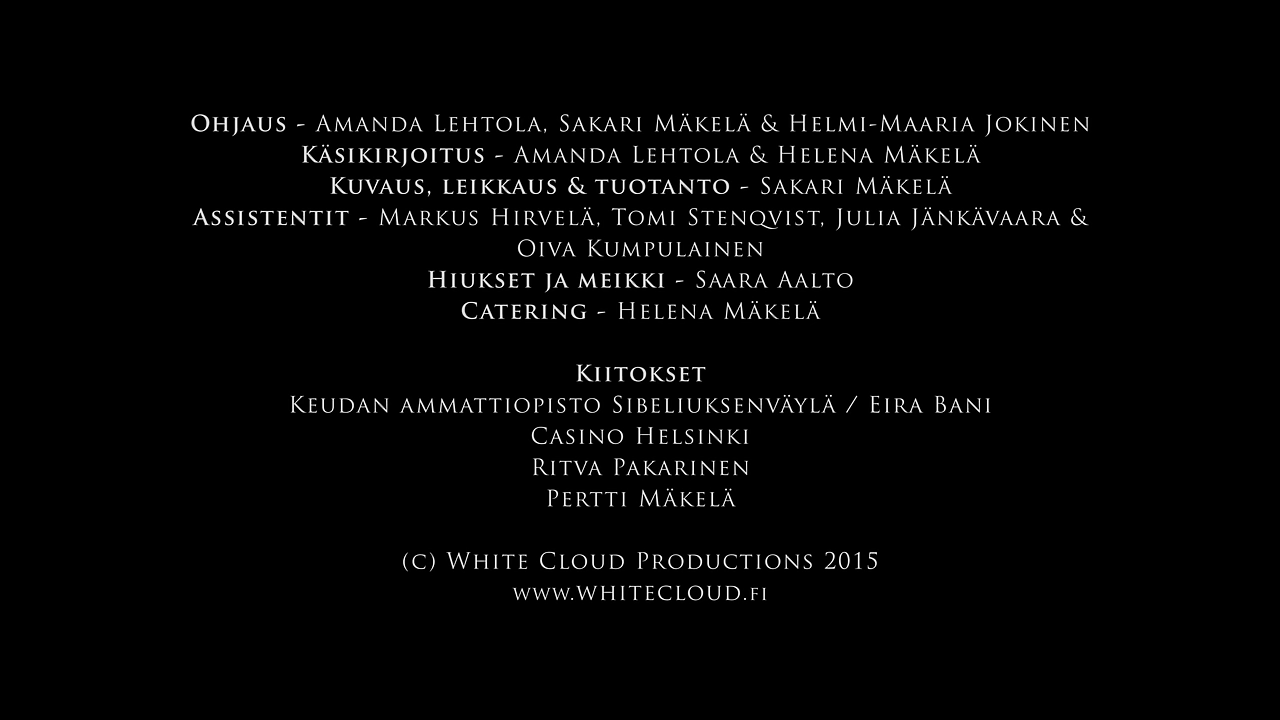 Ohjaus - Amanda Lehtola, Sakari Mäkelä & Helmi-Maaria Jokinen
Käsikirjoitus - Amanda Lehtola & Helena Mäkelä
Kuvaus, leikkaus & tuotanto - Sakari Mäkelä
Assistentit - Markus Hirvelä, Tomi Stenqvist, Julia Jänkävaara &
Oiva Kumpulainen
Hiukset ja meikki - Saara Aalto
Catering - Helena Mäkelä
Kiitokset
Keudan ammattiopisto Sibeliuksenväylä / Eira Bani
Casino Helsinki
Ritva Pakarinen
Pertti Mäkelä
(c) White Cloud Productions 2015
www.whitecloud.fi